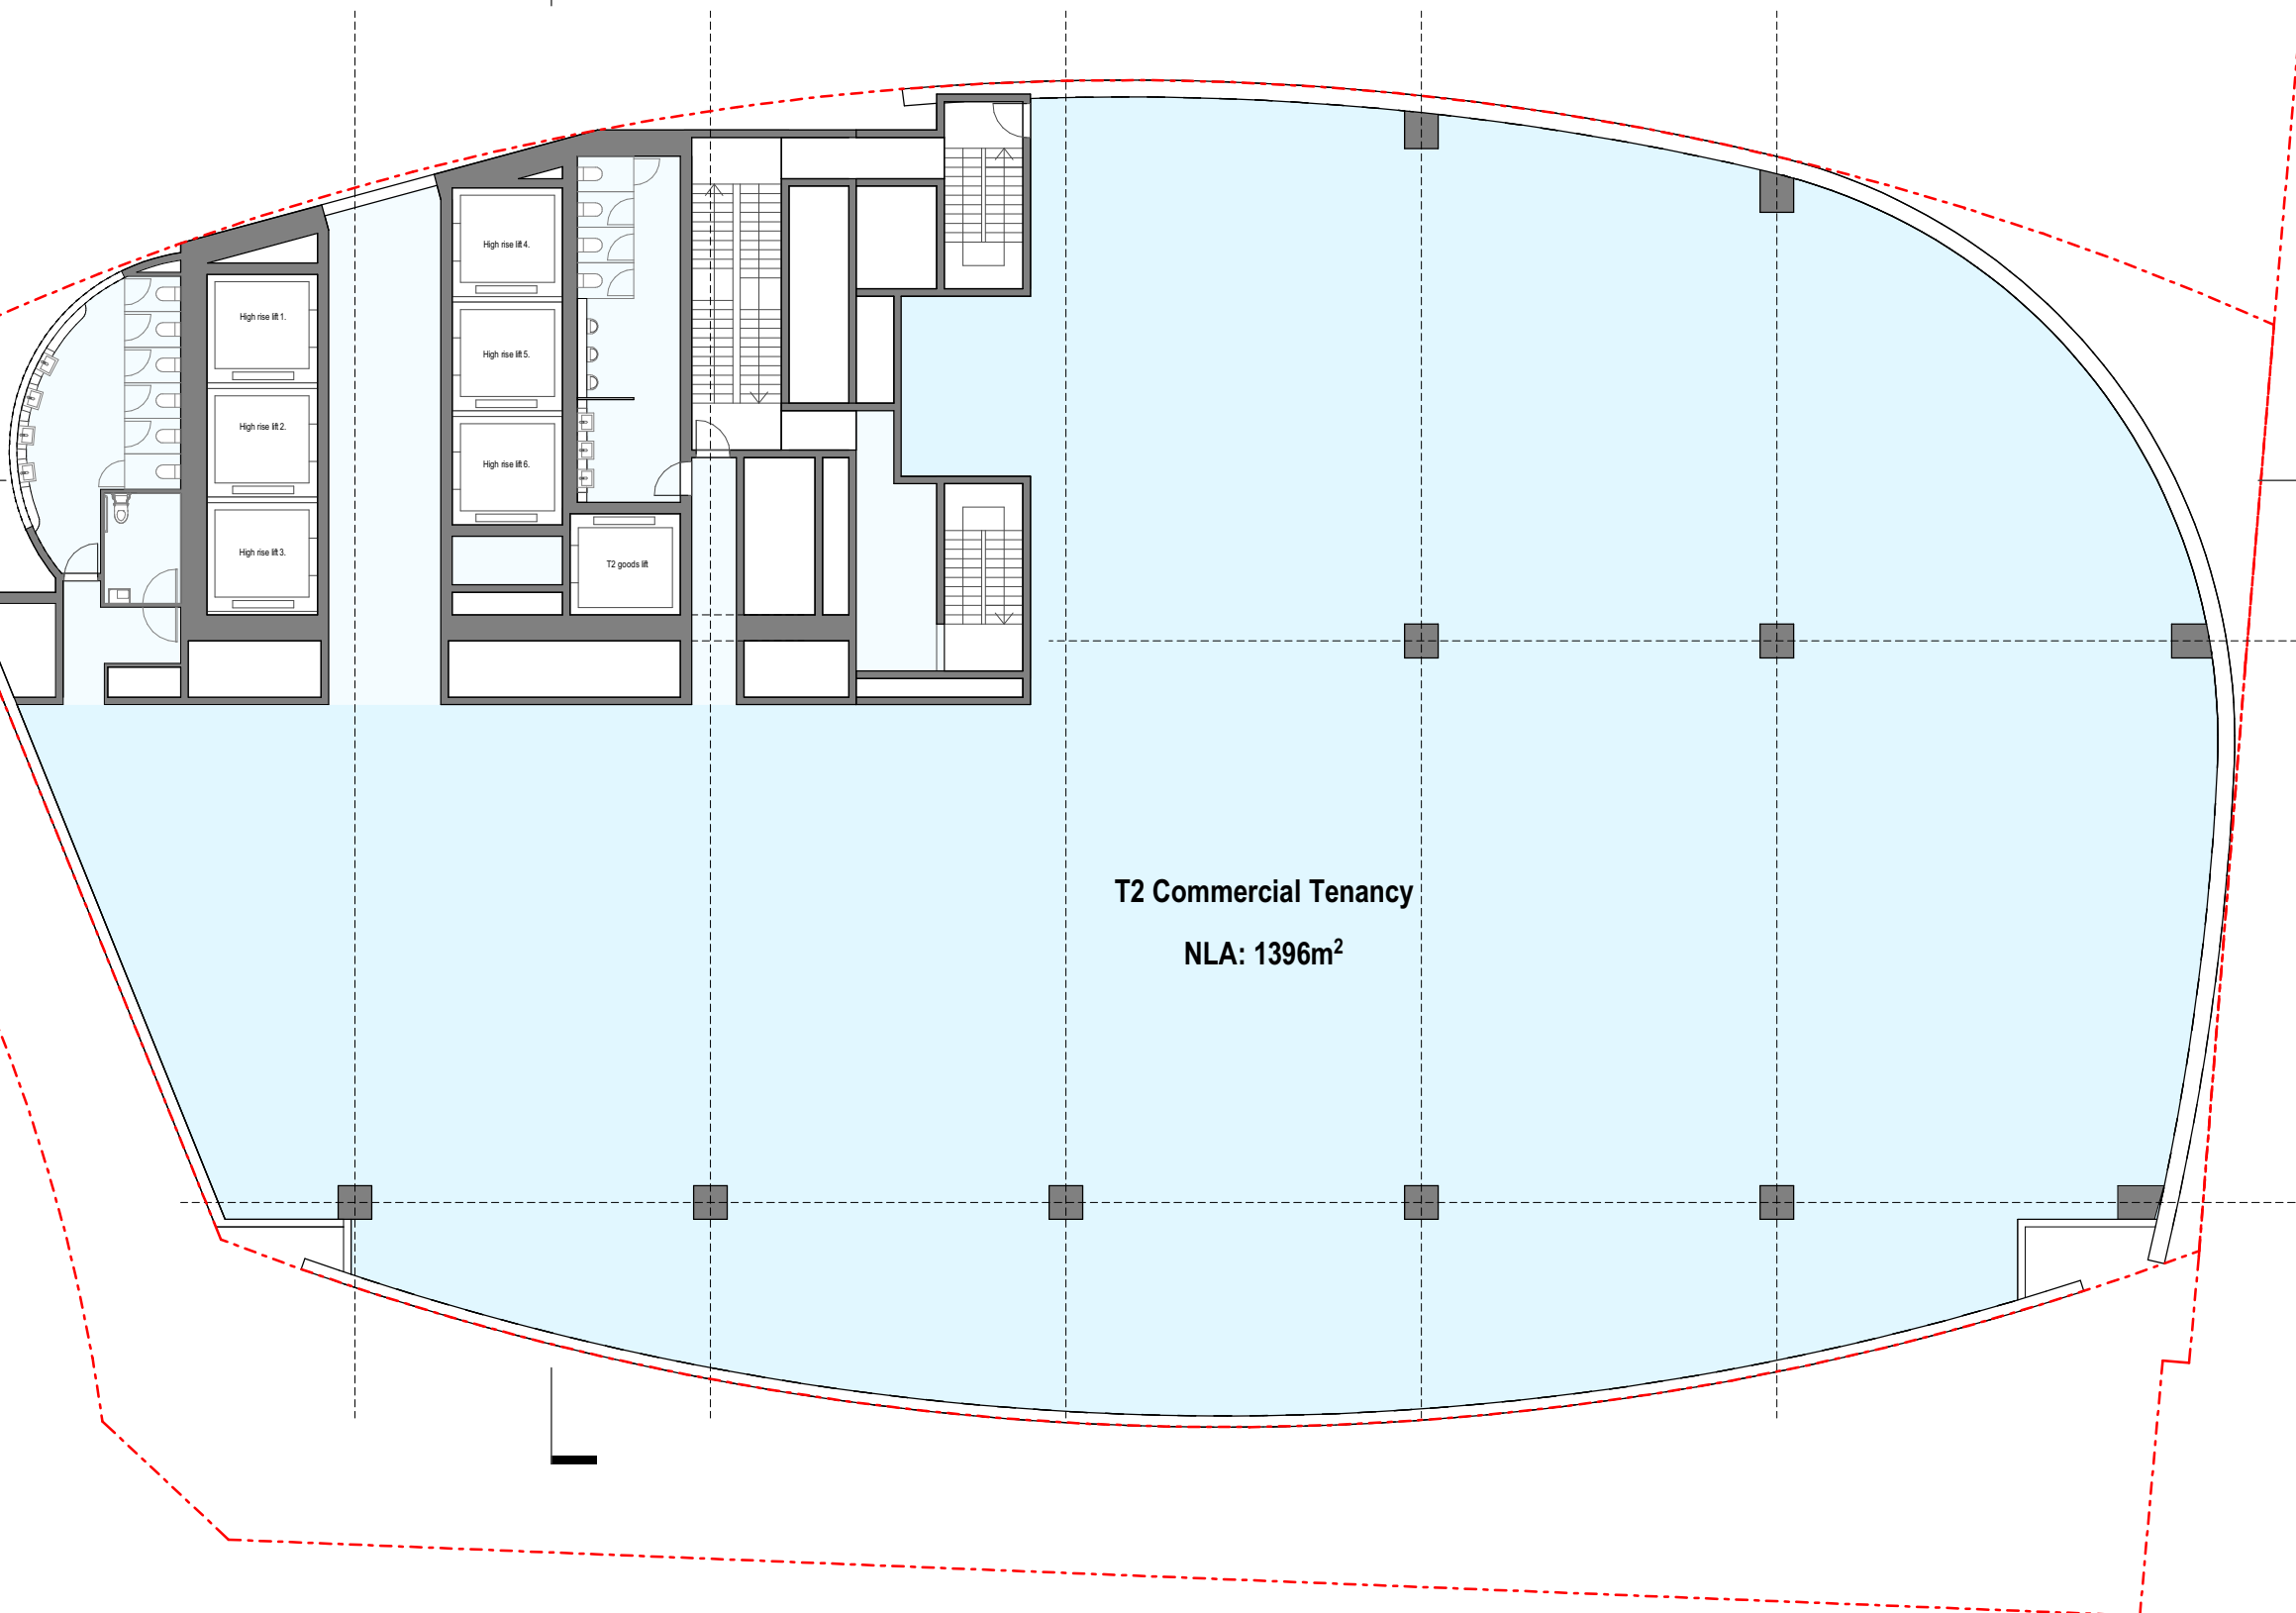 High rise lift 4.
High rise lift 1.
High rise lift 5.
High rise lift 2.
High rise lift 6.
High rise lift 3.
T2 goods lift
T2 Commercial Tenancy
NLA: 1396m²